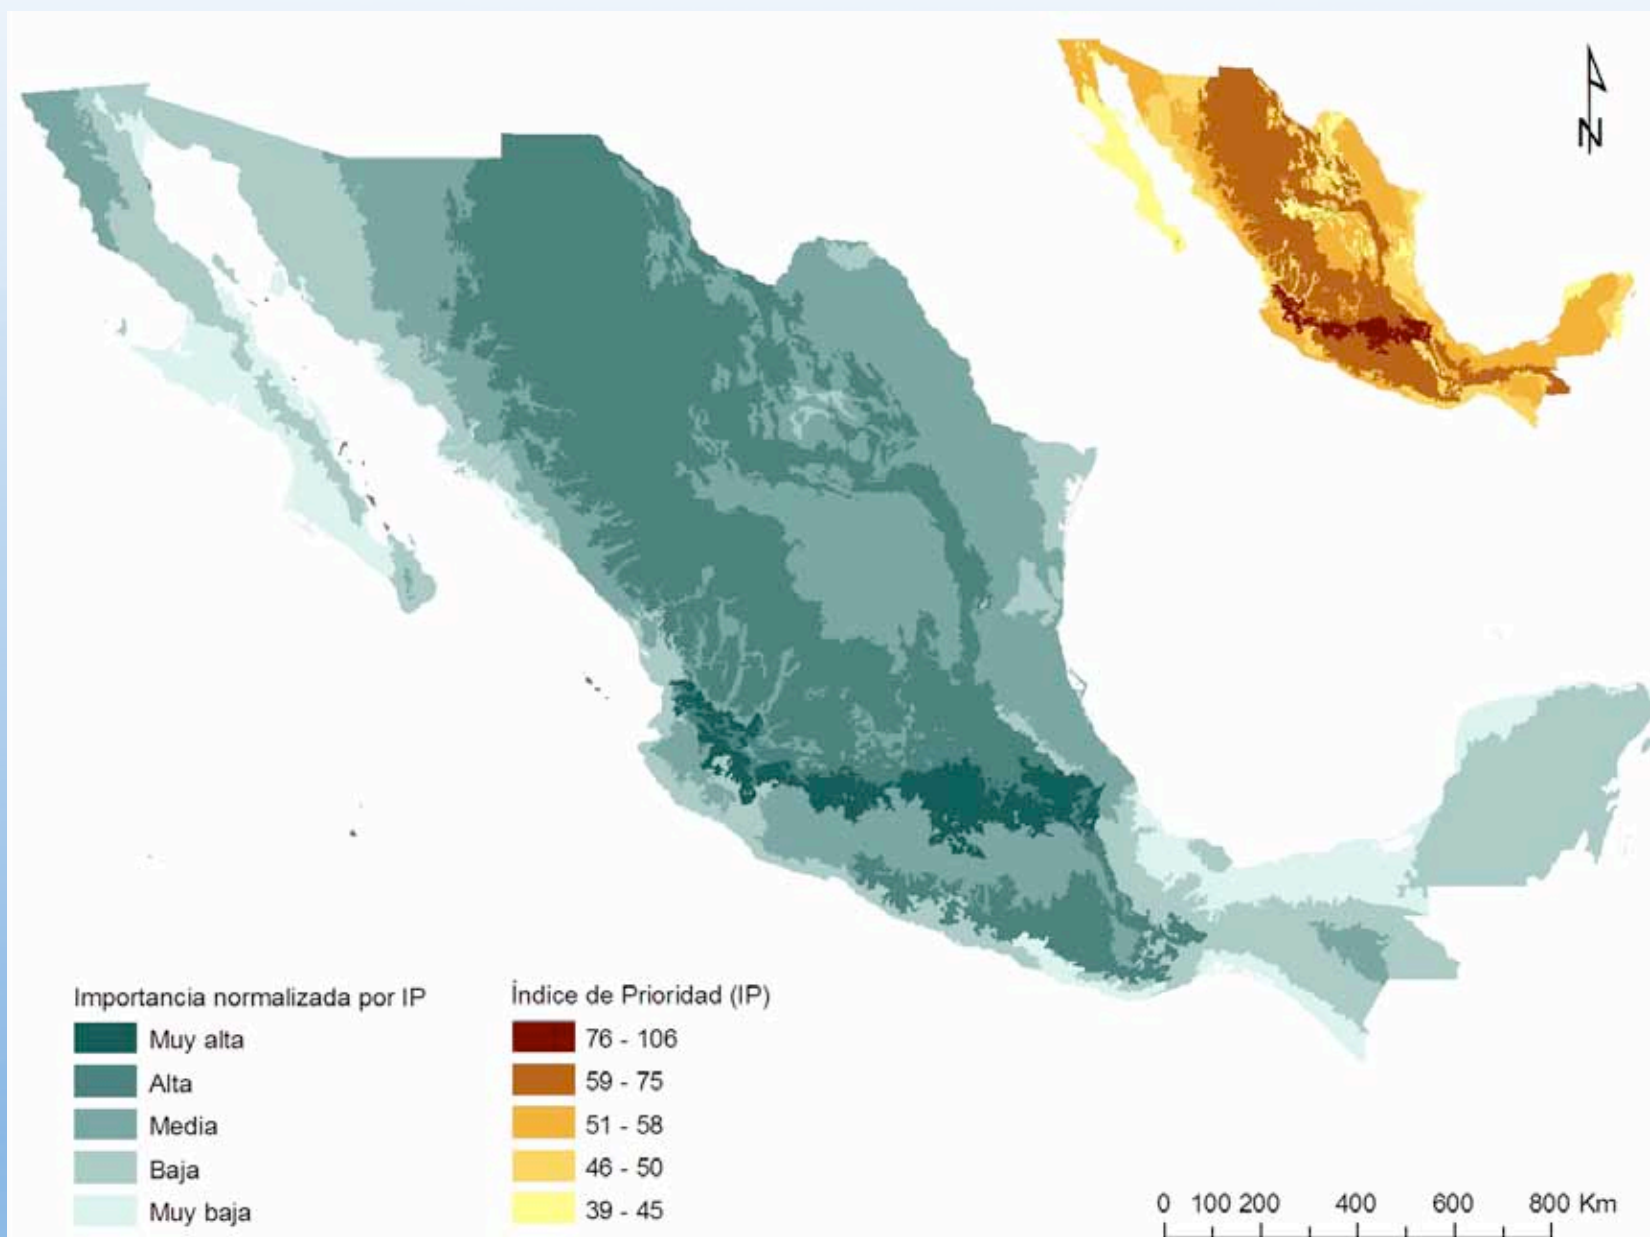 N
Importancia normalizada por IP
Muy alta
Alta
Media
Baja
Muy baja
Índice de Prioridad (IP)
76 - 106
59 - 75
51 - 58
46 - 50
39 - 45
0 100 200 400 600 800 Km